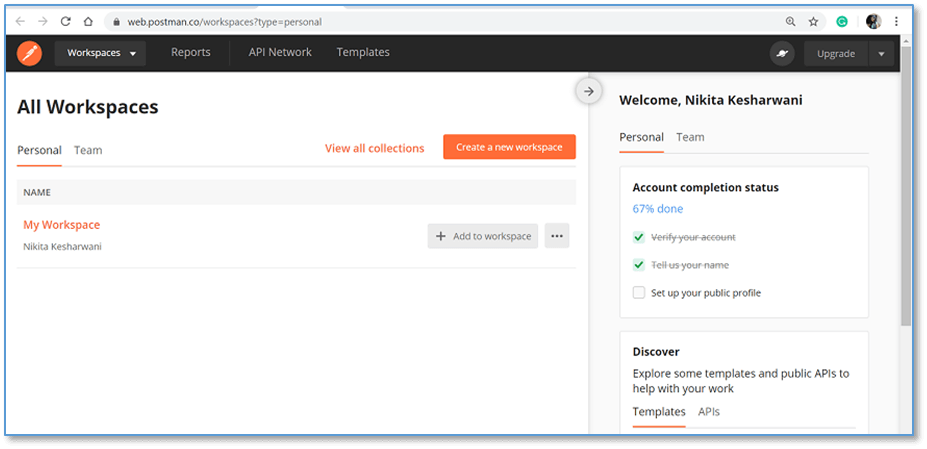 web.postman.co/workspaces?type=personal
Workspaces Reports API Network Templates Upgrade
All Workspaces
Personal Team View all collections Create a new workspace
NAME
My Workspace
Nikita Kesharwani
+ Add to workspace ...
Welcome, Nikita Kesharwani
Personal Team
Account completion status
67% done
Verify your account
Tell us your name
Set up your public profile
Discover
Explore some templates and public APIs to
help with your work
Templates APIs